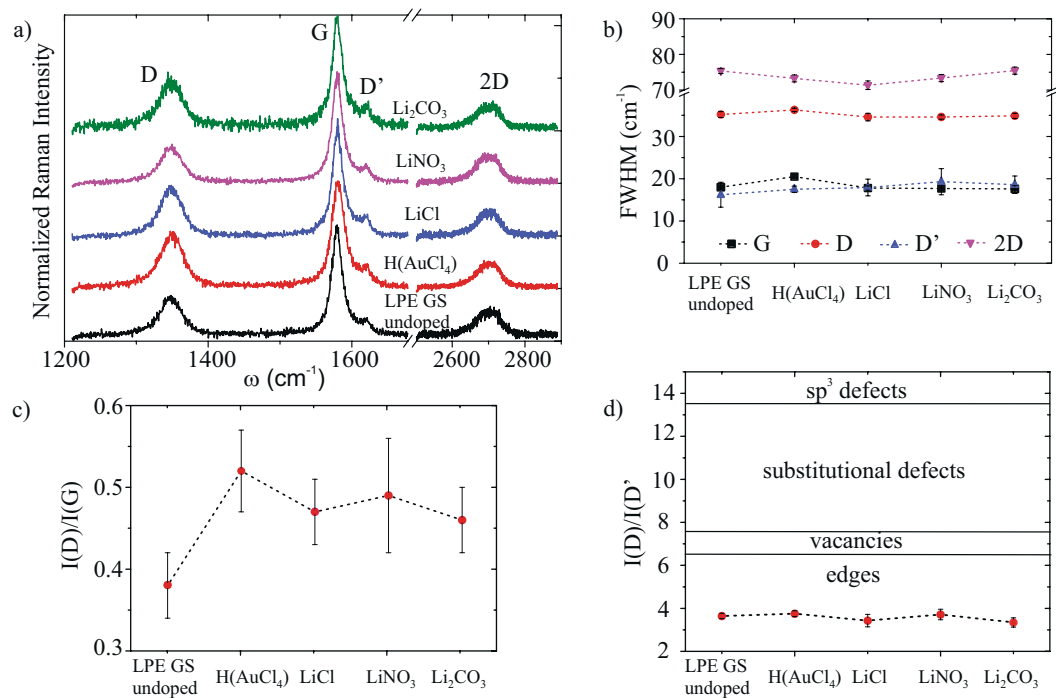 a)
Normalized Raman Intensity
D
G
D'
2D
Li₂CO₃
LiNO₃
LiCl
H(AuCl₄)
LPE GS
undoped
1200
1400
1600
2600
2800
ω (cm⁻¹)
b)
FWHM (cm⁻¹)
90
80
70
40
30
20
10
0
G
D
D'
2D
LPE GS
undoped
H(AuCl₄)
LiCl
LiNO₃
Li₂CO₃
c)
I(D)/I(G)
0.6
0.5
0.4
0.3
LPE GS
undoped
H(AuCl₄)
LiCl
LiNO₃
Li₂CO₃
d)
I(D)/I(D'
14
12
10
8
6
4
2
0
sp³ defects
substitutional defects
vacancies
edges
LPE GS
undoped
H(AuCl₄)
LiCl
LiNO₃
Li₂CO₃